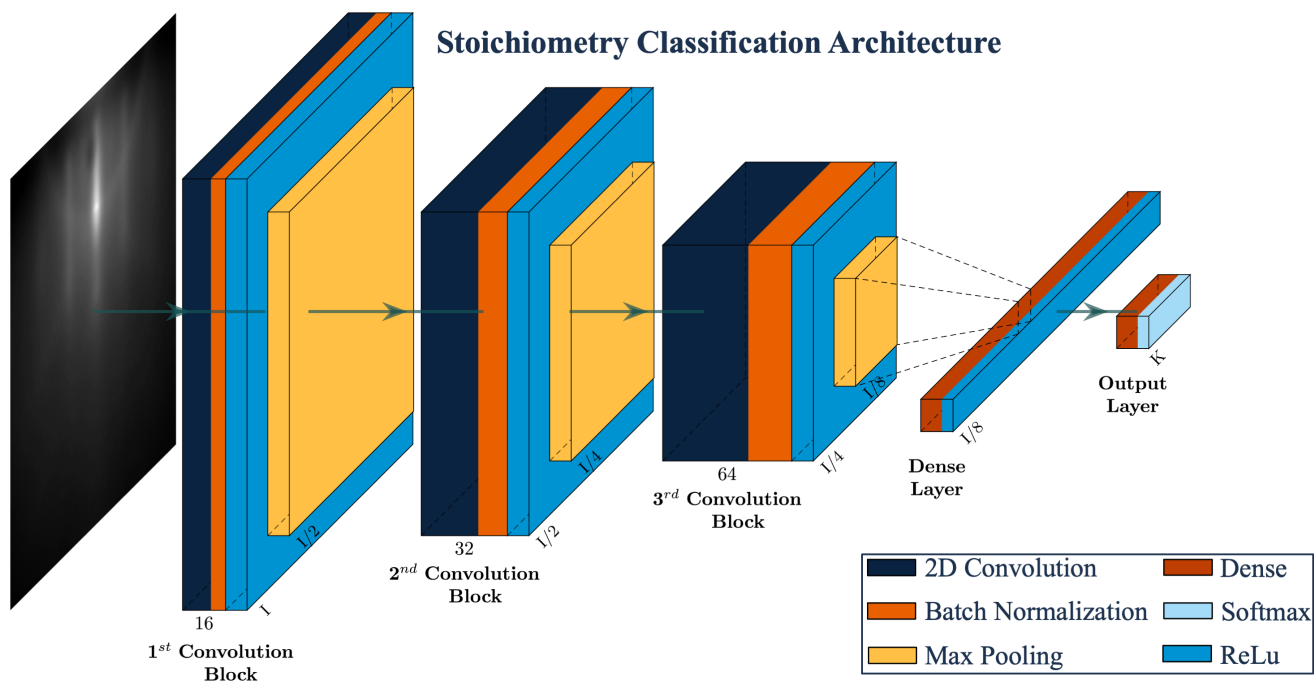 Stoichiometry Classification Architecture
16
I
I/2
1st Convolution
Block
32
I/2
I/4
2nd Convolution
Block
64
I/4
I/8
3rd Convolution
Block
I/8
Dense
Layer
K
Output
Layer
2D Convolution
Dense
Batch Normalization
Softmax
Max Pooling
ReLu